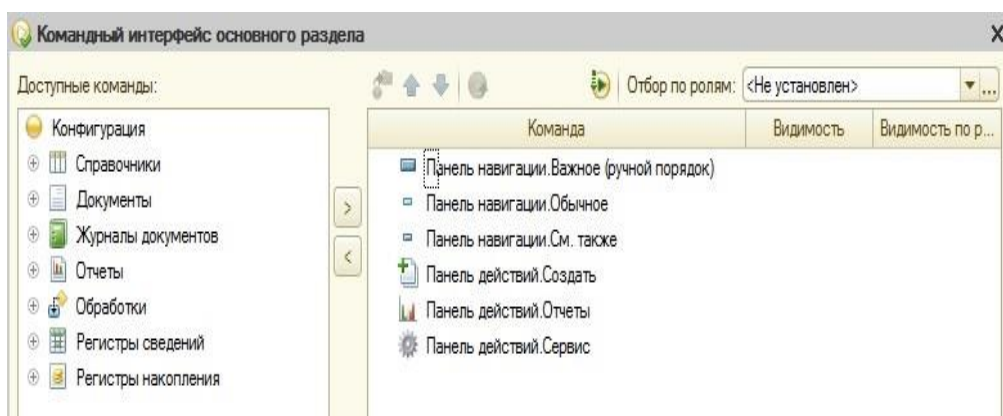 Командный интерфейс основного раздела
Доступные команды:
Отбор по ролям: <Не установлен>
Конфигурация
Справочники
Документы
Журналы документов
Отчеты
Обработки
Регистры сведений
Регистры накопления
Команда Видимость Видимость по р...
Панель навигации.Важное (ручной порядок)
Панель навигации.Обычное
Панель навигации.См. также
Панель действий.Создать
Панель действий.Отчеты
Панель действий.Сервис